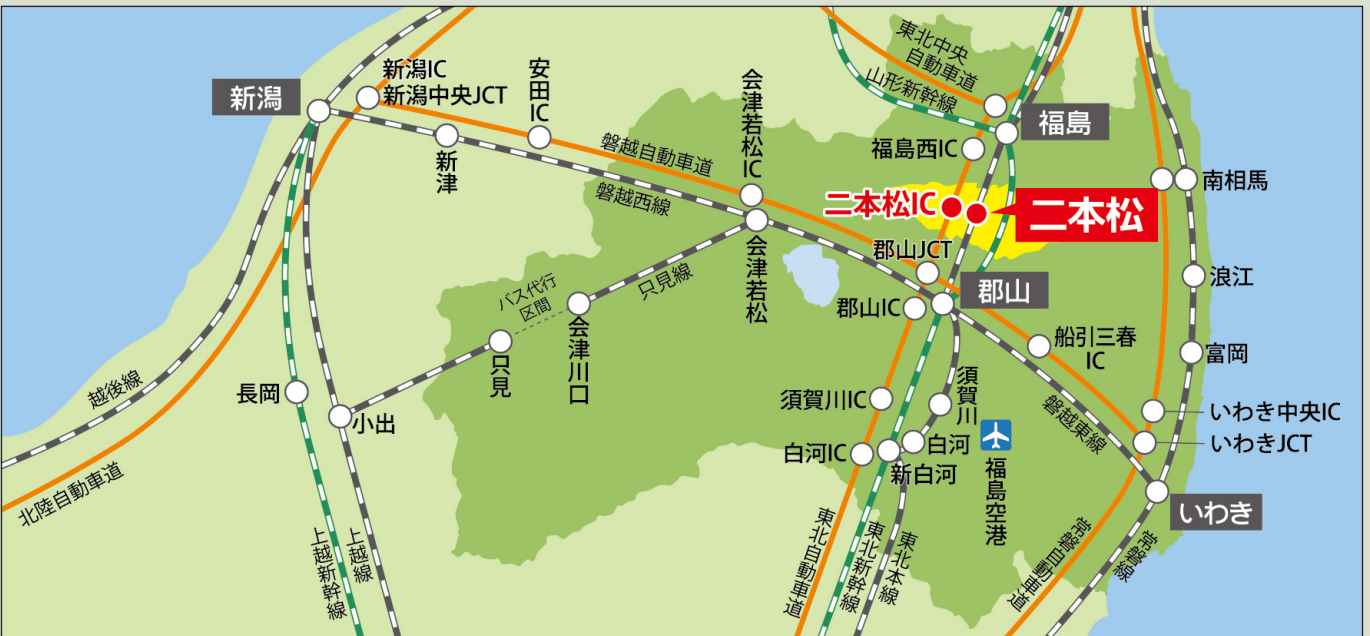 東北中央
自動車道
山形新幹線
新潟IC
新潟中央JCT
新潟
安田IC
会津若松IC
福島
福島西IC
新津
磐越自動車道
磐越西線
南相馬
二本松IC
二本松
会津若松
郡山JCT
只見線
バス代行
区間
郡山
浪江
郡山IC
会津川口
船引三春
IC
只見
富岡
越後線
長岡
小出
須賀川IC
須賀川
磐越東線
いわき中央IC
いわきJCT
白河IC
白河
新白河
福島空港
北陸自動車道
いわき
上越新幹線
上越線
東北自動車道
東北新幹線
東北本線
常磐自動車道
常磐線